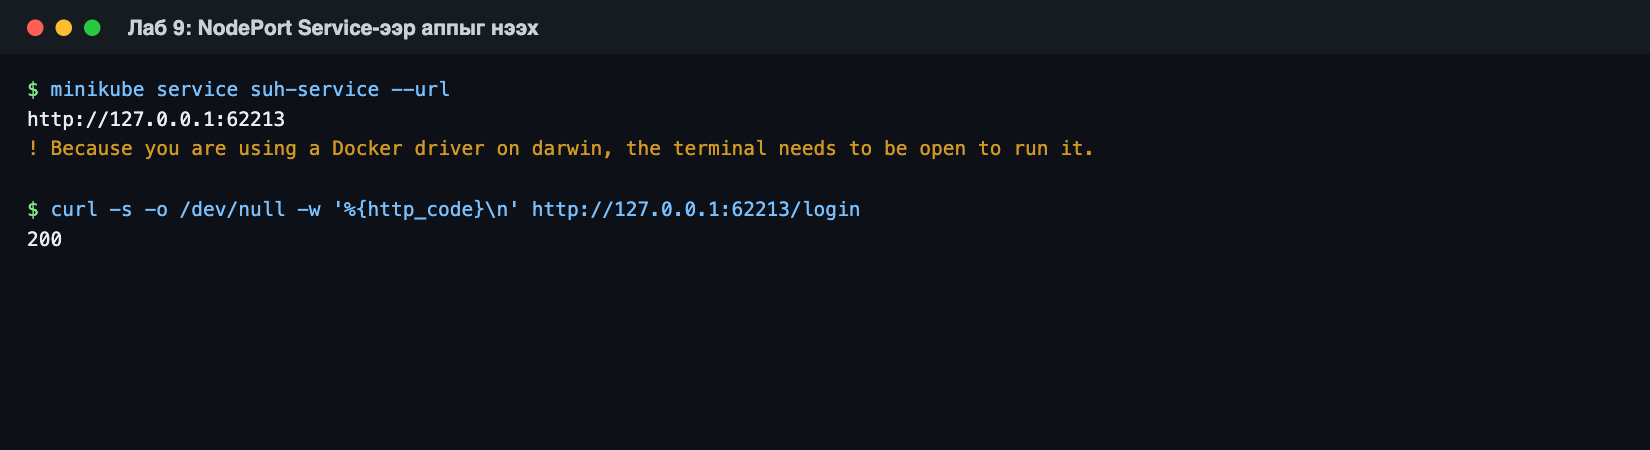 Лаб 9: NodePort Service-ээр аппыг нээх
$ minikube service suh-service --url
http://127.0.0.1:62213
! Because you are using a Docker driver on darwin, the terminal needs to be open to run it.
$ curl -s -o /dev/null -w '%{http_code}\n' http://127.0.0.1:62213/login
200